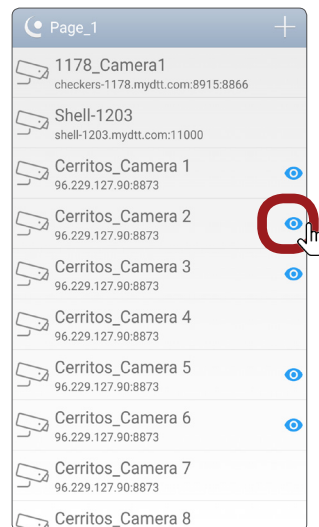 Page_1
1178_Camera1
checkers-1178.mydtt.com:8915:8866
Shell-1203
shell-1203.mydtt.com:11000
Cerritos_Camera 1
96.229.127.90:8873
Cerritos_Camera 2
96.229.127.90:8873
Cerritos_Camera 3
96.229.127.90:8873
Cerritos_Camera 4
96.229.127.90:8873
Cerritos_Camera 5
96.229.127.90:8873
Cerritos_Camera 6
96.229.127.90:8873
Cerritos_Camera 7
96.229.127.90:8873
Cerritos_Camera 8